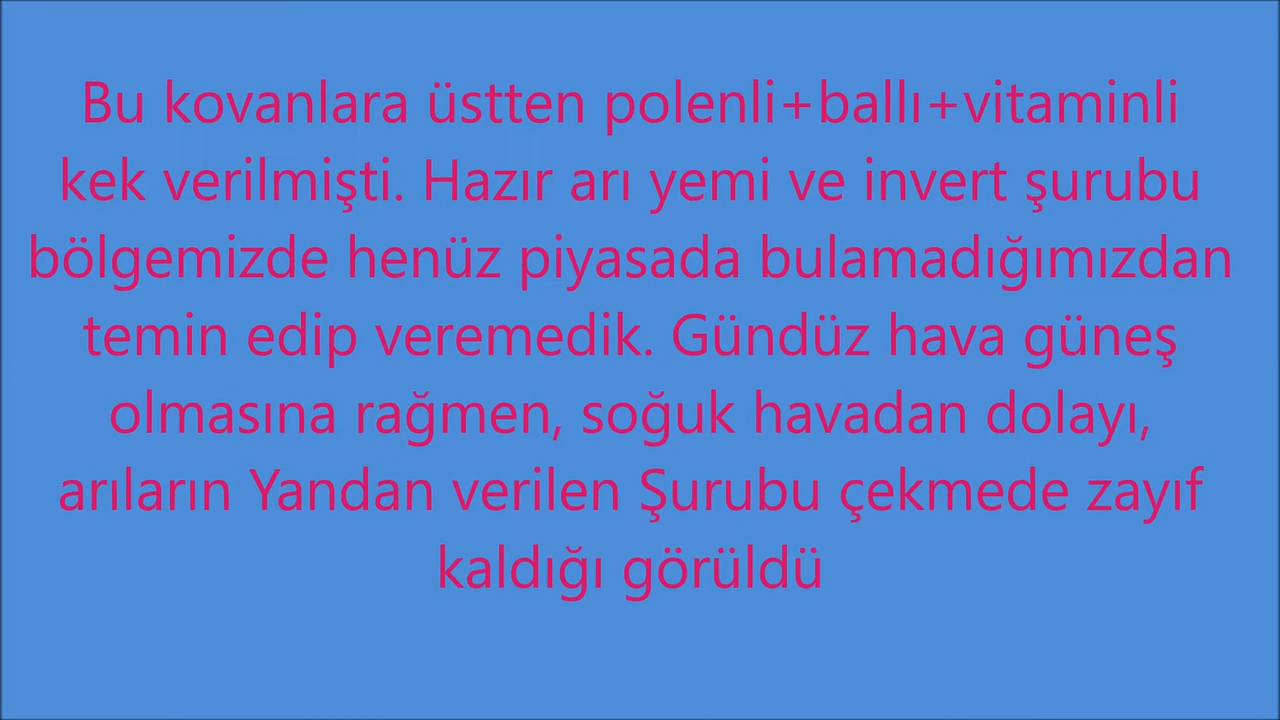 Bu kovanlara üstten polenli+ballı+vitaminli
kek verilmişti. Hazır arı yemi ve invert şurubu
bölgemizde henüz piyasada bulamadığımızdan
temin edip veremedik. Gündüz hava güneş
olmasına rağmen, soğuk havadan dolayı,
arıların Yandan verilen Şurubu çekmede zayıf
kaldığı görüldü